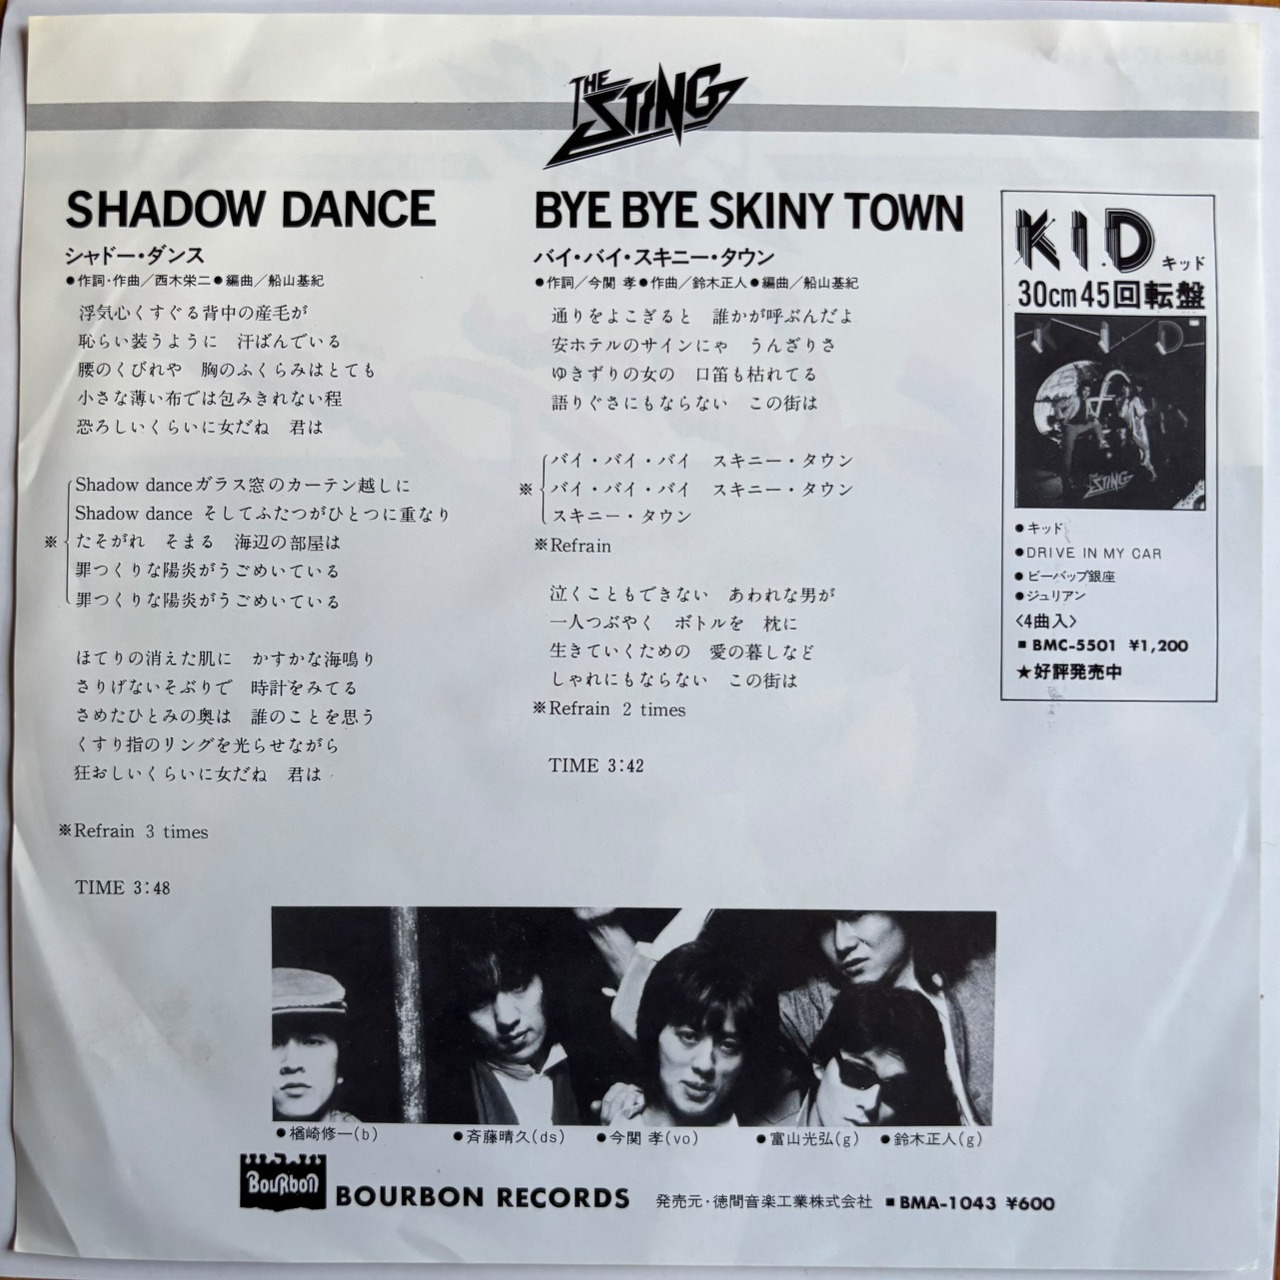 THE STING
SHADOW DANCE
シャドー・ダンス
●作詞・作曲／西木栄二●編曲／船山基紀
浮気心くすぐる背中の産毛が
恥らい装うように　汗ばんでいる
腰のくびれや　胸のふくらみはとても
小さな薄い布では包みきれない程
恐ろしいくらいに女だね　君は
Shadow danceガラス窓のカーテン越しに
Shadow dance そしてふたつがひとつに重なり
※ たそがれ　そまる　海辺の部屋は
罪つくりな陽炎がうごめいている
罪つくりな陽炎がうごめいている
ほてりの消えた肌に　かすかな海鳴り
さりげないそぶりで　時計をみてる
さめたひとみの奥は　誰のことを思う
くすり指のリングを光らせながら
狂おしいくらいに女だね　君は
※Refrain 3 times
TIME 3:48
BYE BYE SKINY TOWN
バイ・バイ・スキニー・タウン
●作詞／今関 孝●作曲／鈴木正人●編曲／船山基紀
通りをよこぎると　誰かが呼ぶんだよ
安ホテルのサインにゃ　うんざりさ
ゆきずりの女の　口笛も枯れてる
語りぐさにもならない　この街は
バイ・バイ・バイ　スキニー・タウン
※ バイ・バイ・バイ　スキニー・タウン
スキニー・タウン
※Refrain
泣くこともできない　あわれな男が
一人つぶやく　ボトルを　枕に
生きていくための　愛の暮しなど
しゃれにもならない　この街は
※Refrain 2 times
TIME 3:42
KID キッド
30cm45回転盤
KID
THE STING
●キッド
●DRIVE IN MY CAR
●ビーバップ銀座
●ジュリアン
〈4曲入〉
■BMC-5501 ¥1,200
★好評発売中
●楢崎修一(b) ●斉藤晴久(ds) ●今関 孝(vo) ●富山光弘(g) ●鈴木正人(g)
BOURBON BOURBON RECORDS 発売元・徳間音楽工業株式会社 ■BMA-1043 ¥600